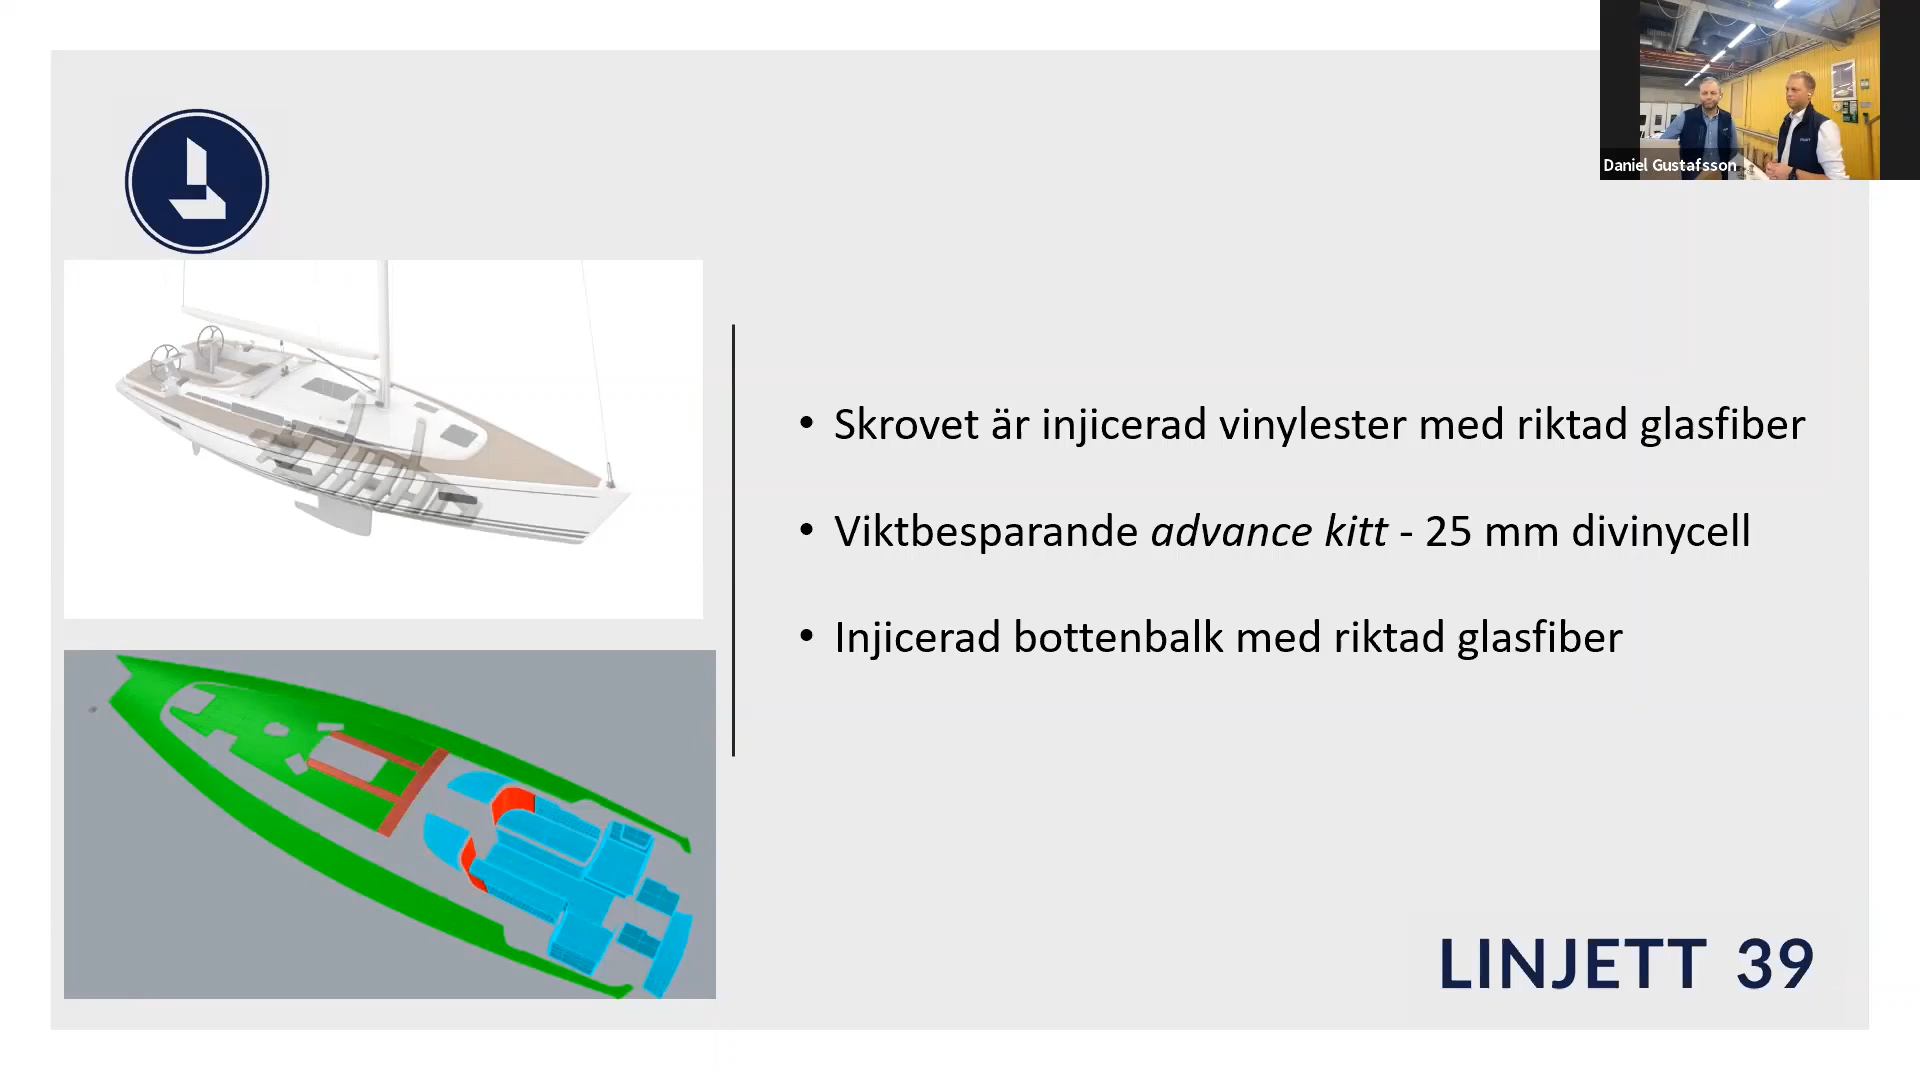 Daniel Gustafsson
• Skrovet är injicerad vinylester med riktad glasfiber
• Viktbesparande advance kitt - 25 mm divinycell
• Injicerad bottenbalk med riktad glasfiber
LINJETT 39